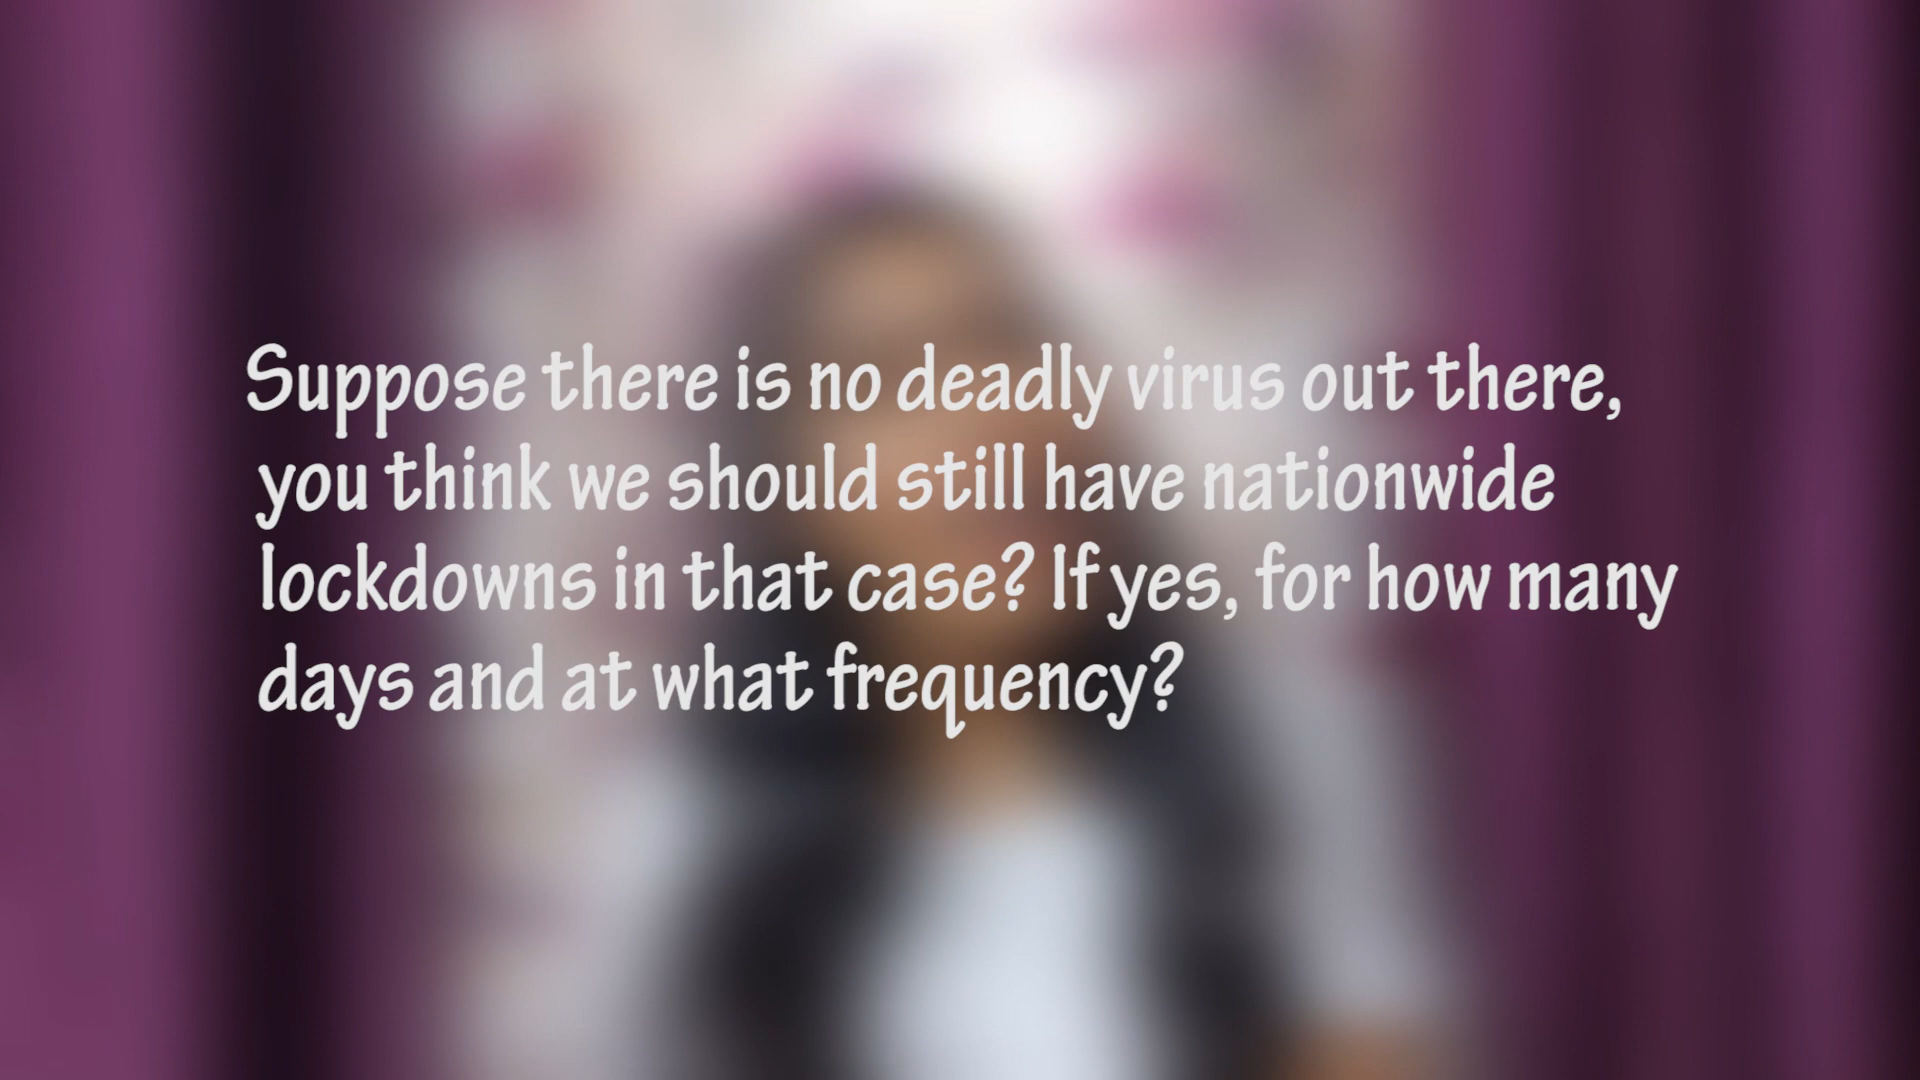 Suppose there is no deadly virus out there,
you think we should still have nationwide
lockdowns in that case? If yes, for how many
days and at what frequency?